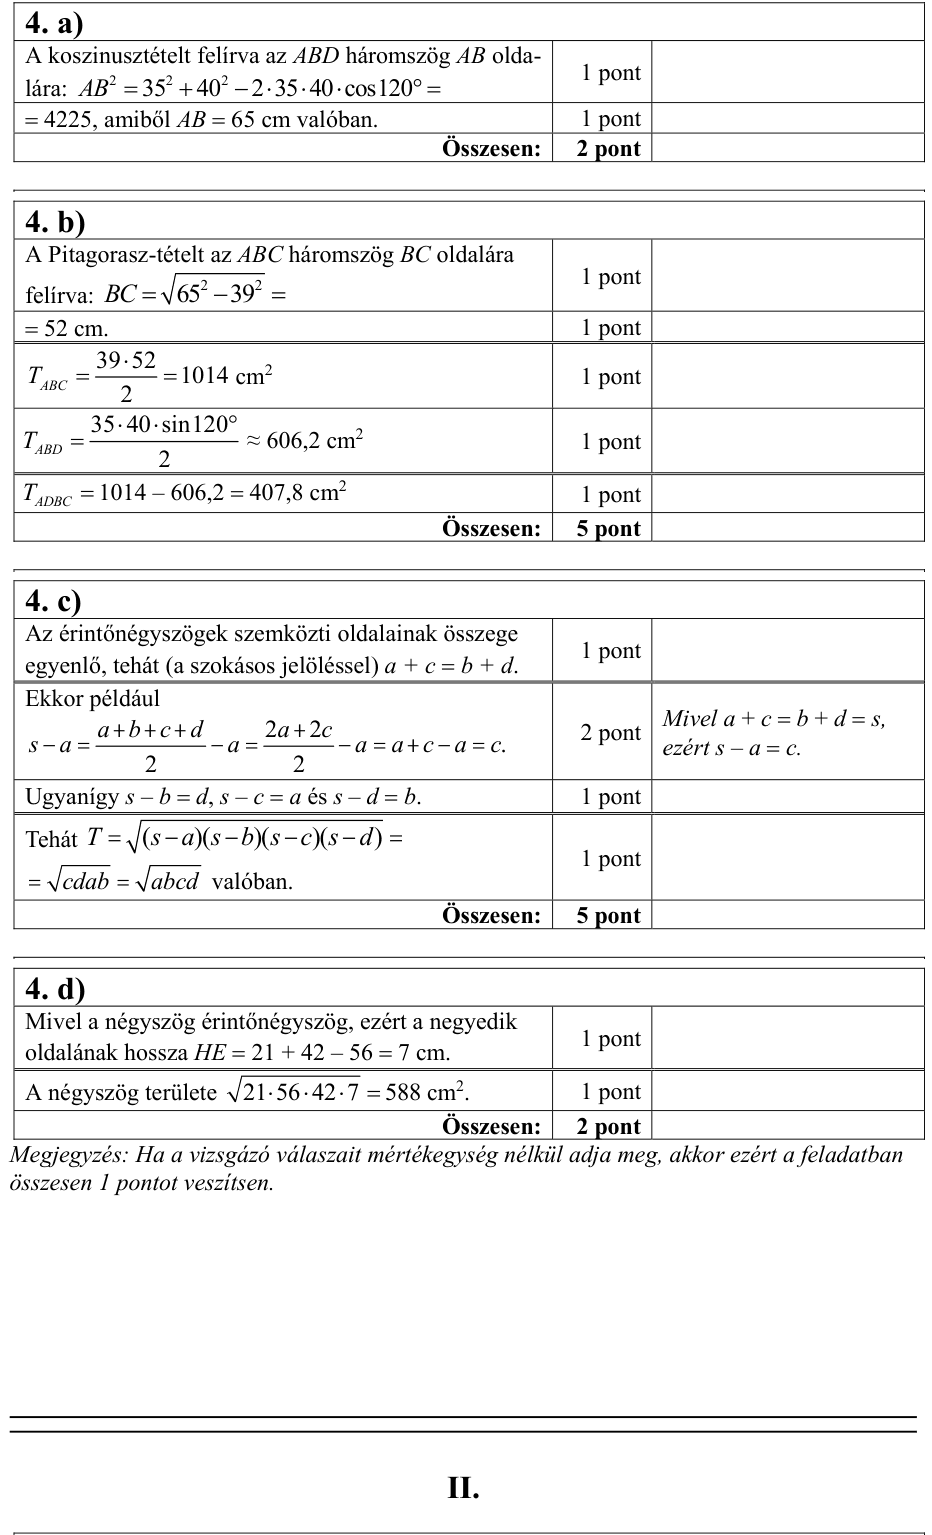 4. a)
A koszinusztételt felírva az ABD háromszög AB olda-
lára: AB² = 35² + 40² − 2·35·40·cos120° =
1 pont
= 4225, amiből AB = 65 cm valóban.
1 pont
Összesen:
2 pont
4. b)
A Pitagorasz-tételt az ABC háromszög BC oldalára
felírva: BC = √(65² − 39²) =
1 pont
= 52 cm.
1 pont
T_ABC = (39·52)/2 = 1014 cm²
1 pont
T_ABD = (35·40·sin120°)/2 ≈ 606,2 cm²
1 pont
T_ADBC = 1014 – 606,2 = 407,8 cm²
1 pont
Összesen:
5 pont
4. c)
Az érintőnégyszögek szemközti oldalainak összege
egyenlő, tehát (a szokásos jelöléssel) a + c = b + d.
1 pont
Ekkor például
s − a = (a+b+c+d)/2 − a = (2a+2c)/2 − a = a + c − a = c.
2 pont
Mivel a + c = b + d = s,
ezért s – a = c.
Ugyanígy s – b = d, s – c = a és s – d = b.
1 pont
Tehát T = √((s−a)(s−b)(s−c)(s−d)) =
= √(cdab) = √(abcd) valóban.
1 pont
Összesen:
5 pont
4. d)
Mivel a négyszög érintőnégyszög, ezért a negyedik
oldalának hossza HE = 21 + 42 – 56 = 7 cm.
1 pont
A négyszög területe √(21·56·42·7) = 588 cm².
1 pont
Összesen:
2 pont
Megjegyzés: Ha a vizsgázó válaszait mértékegység nélkül adja meg, akkor ezért a feladatban
összesen 1 pontot veszítsen.
II.